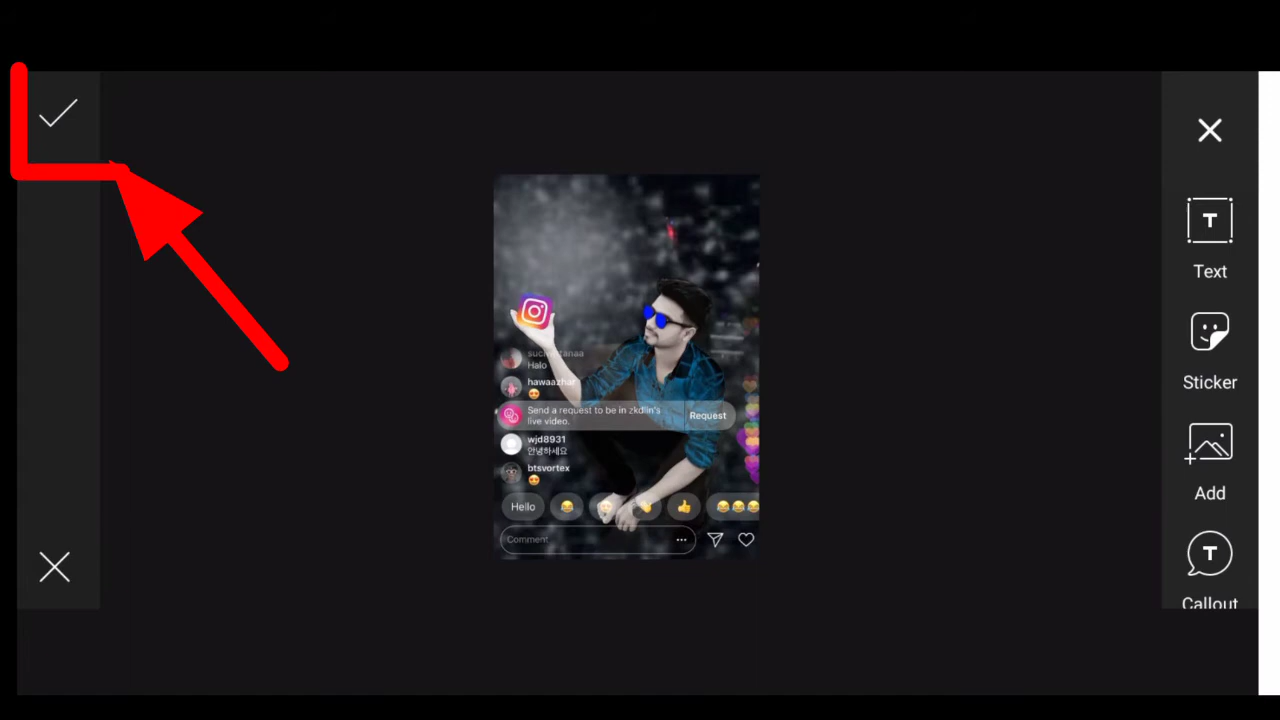 Text
Sticker
Add
Callout
Halo
hawaazhar
Send a request to be in zkdlin's
live video.
Request
wjd8931
안녕하세요
btsvortex
Hello
Comment